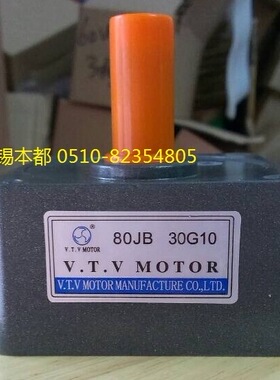 锡本都 0510-82354805
V.T.V MOTOR
80JB 30G10
V.T.V MOTOR
V.T.V MOTOR MANUFACTURE CO.,LTD.